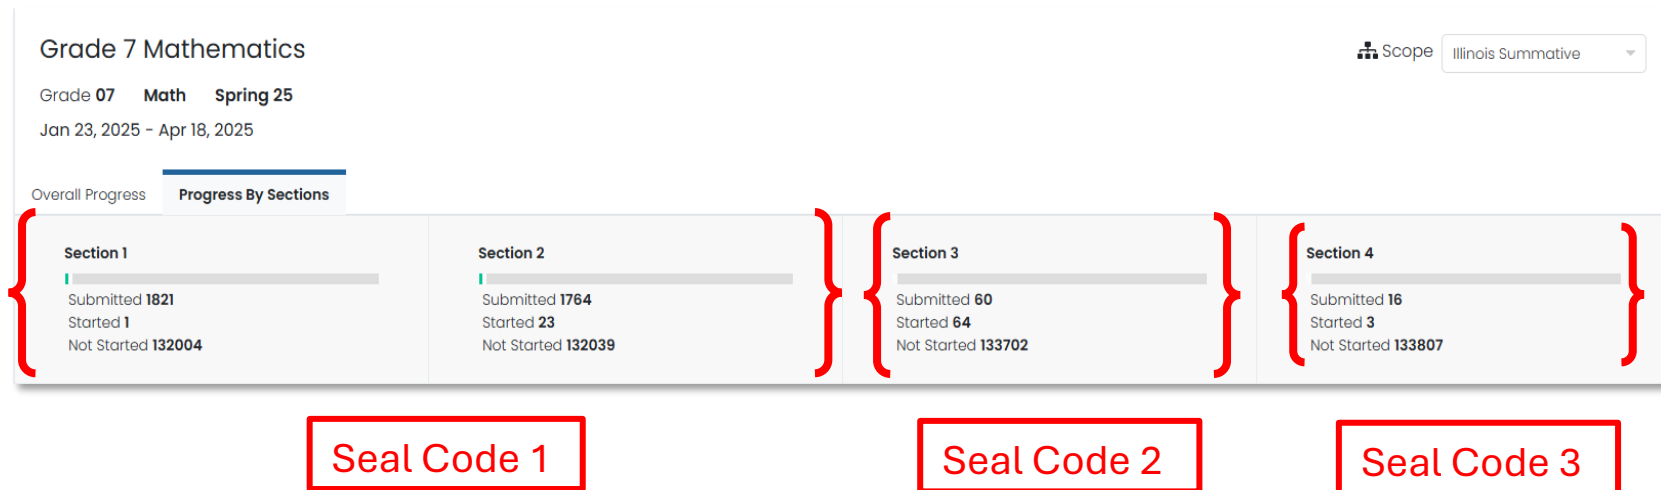 Grade 7 Mathematics
Scope Illinois Summative
Grade 07 Math Spring 25
Jan 23, 2025 - Apr 18, 2025
Overall Progress Progress By Sections
Section 1
Submitted 1821
Started 1
Not Started 132004
Section 2
Submitted 1764
Started 23
Not Started 132039
Section 3
Submitted 60
Started 64
Not Started 133702
Section 4
Submitted 16
Started 3
Not Started 133807
Seal Code 1
Seal Code 2
Seal Code 3